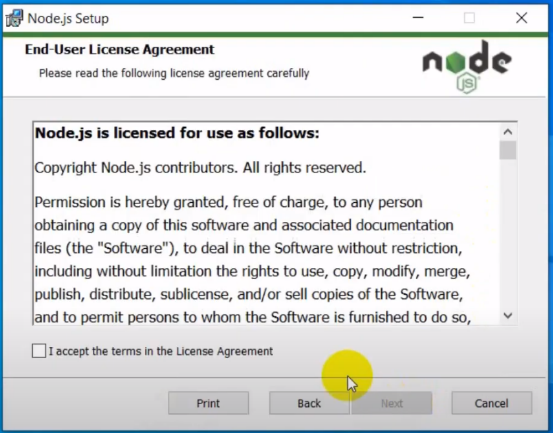 Node.js Setup
End-User License Agreement
Please read the following license agreement carefully
node
JS
Node.js is licensed for use as follows:
Copyright Node.js contributors. All rights reserved.
Permission is hereby granted, free of charge, to any person
obtaining a copy of this software and associated documentation
files (the "Software"), to deal in the Software without restriction,
including without limitation the rights to use, copy, modify, merge,
publish, distribute, sublicense, and/or sell copies of the Software,
and to permit persons to whom the Software is furnished to do so,
I accept the terms in the License Agreement
Print Back Next Cancel